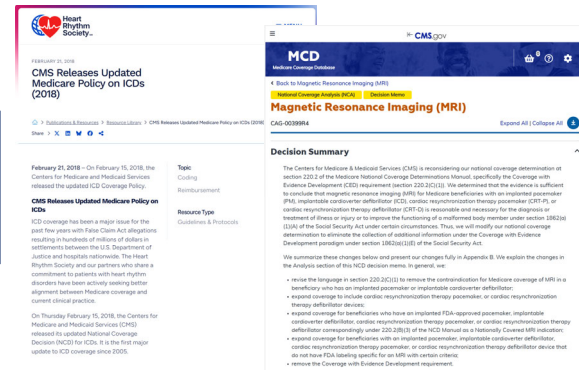 Heart
Rhythm
Society
FEBRUARY 21, 2018
CMS Releases Updated
Medicare Policy on ICDs
(2018)
Publications & Resources > Resource Library > CMS Releases Updated Medicare Policy on ICDs (2018)
Share >
February 21, 2018 – On February 15, 2018, the
Centers for Medicare and Medicaid Services
released the updated ICD Coverage Policy.
CMS Releases Updated Medicare Policy on
ICDs
ICD coverage has been a major issue for the
past few years with False Claim Act allegations
resulting in hundreds of millions of dollars in
settlements between the U.S. Department of
Justice and hospitals nationwide. The Heart
Rhythm Society and our partners who share a
commitment to patients with heart rhythm
disorders have been actively seeking better
alignment between Medicare coverage and
current clinical practice.
On Thursday February 15, 2018, the Centers for
Medicare and Medicaid Services (CMS)
released its updated National Coverage
Decision (NCD) for ICDs. It is the first major
update to ICD coverage since 2005.
Topic
Coding
Reimbursement
Resource Type
Guidelines & Protocols
CMS.gov
MCD
Medicare Coverage Database
0
Back to Magnetic Resonance Imaging (MRI)
National Coverage Analysis (NCA)
Decision Memo
Magnetic Resonance Imaging (MRI)
CAG-00399R4
Expand All | Collapse All
Decision Summary
The Centers for Medicare & Medicaid Services (CMS) is reconsidering our national coverage determination at
section 220.2 of the Medicare National Coverage Determinations Manual, specifically the Coverage with
Evidence Development (CED) requirement (section 220.2(C)(1)). We determined that the evidence is sufficient
to conclude that magnetic resonance imaging (MRI) for Medicare beneficiaries with an implanted pacemaker
(PM), implantable cardioverter defibrillator (ICD), cardiac resynchronization therapy pacemaker (CRT-P), or
cardiac resynchronization therapy defibrillator (CRT-D) is reasonable and necessary for the diagnosis or
treatment of illness or injury or to improve the functioning of a malformed body member under section 1862(a)
(1)(A) of the Social Security Act under certain circumstances. Thus, we will modify our national coverage
determination to eliminate the collection of additional information under the Coverage with Evidence
Development paradigm under section 1862(a)(1)(E) of the Social Security Act.
We summarize these changes below and present our changes fully in Appendix B. We explain the changes in
the Analysis section of this NCD decision memo. In general, we:
• revise the language in section 220.2(C)(1) to remove the contraindication for Medicare coverage of MRI in a
beneficiary who has an implanted pacemaker or implantable cardioverter defibrillator;
• expand coverage to include cardiac resynchronization therapy pacemaker, or cardiac resynchronization
therapy defibrillator devices;
• expand coverage for beneficiaries who have an implanted FDA-approved pacemaker, implantable
cardioverter defibrillator, cardiac resynchronization therapy pacemaker, or cardiac resynchronization therapy
defibrillator correspondingly under 220.2(B)(3) of the NCD Manual as a Nationally Covered MRI indication;
• expand coverage for beneficiaries with an implanted pacemaker, implantable cardioverter defibrillator,
cardiac resynchronization therapy pacemaker, or cardiac resynchronization therapy defibrillator device that
do not have FDA labeling specific for an MRI with certain criteria;
• remove the Coverage with Evidence Development requirement.